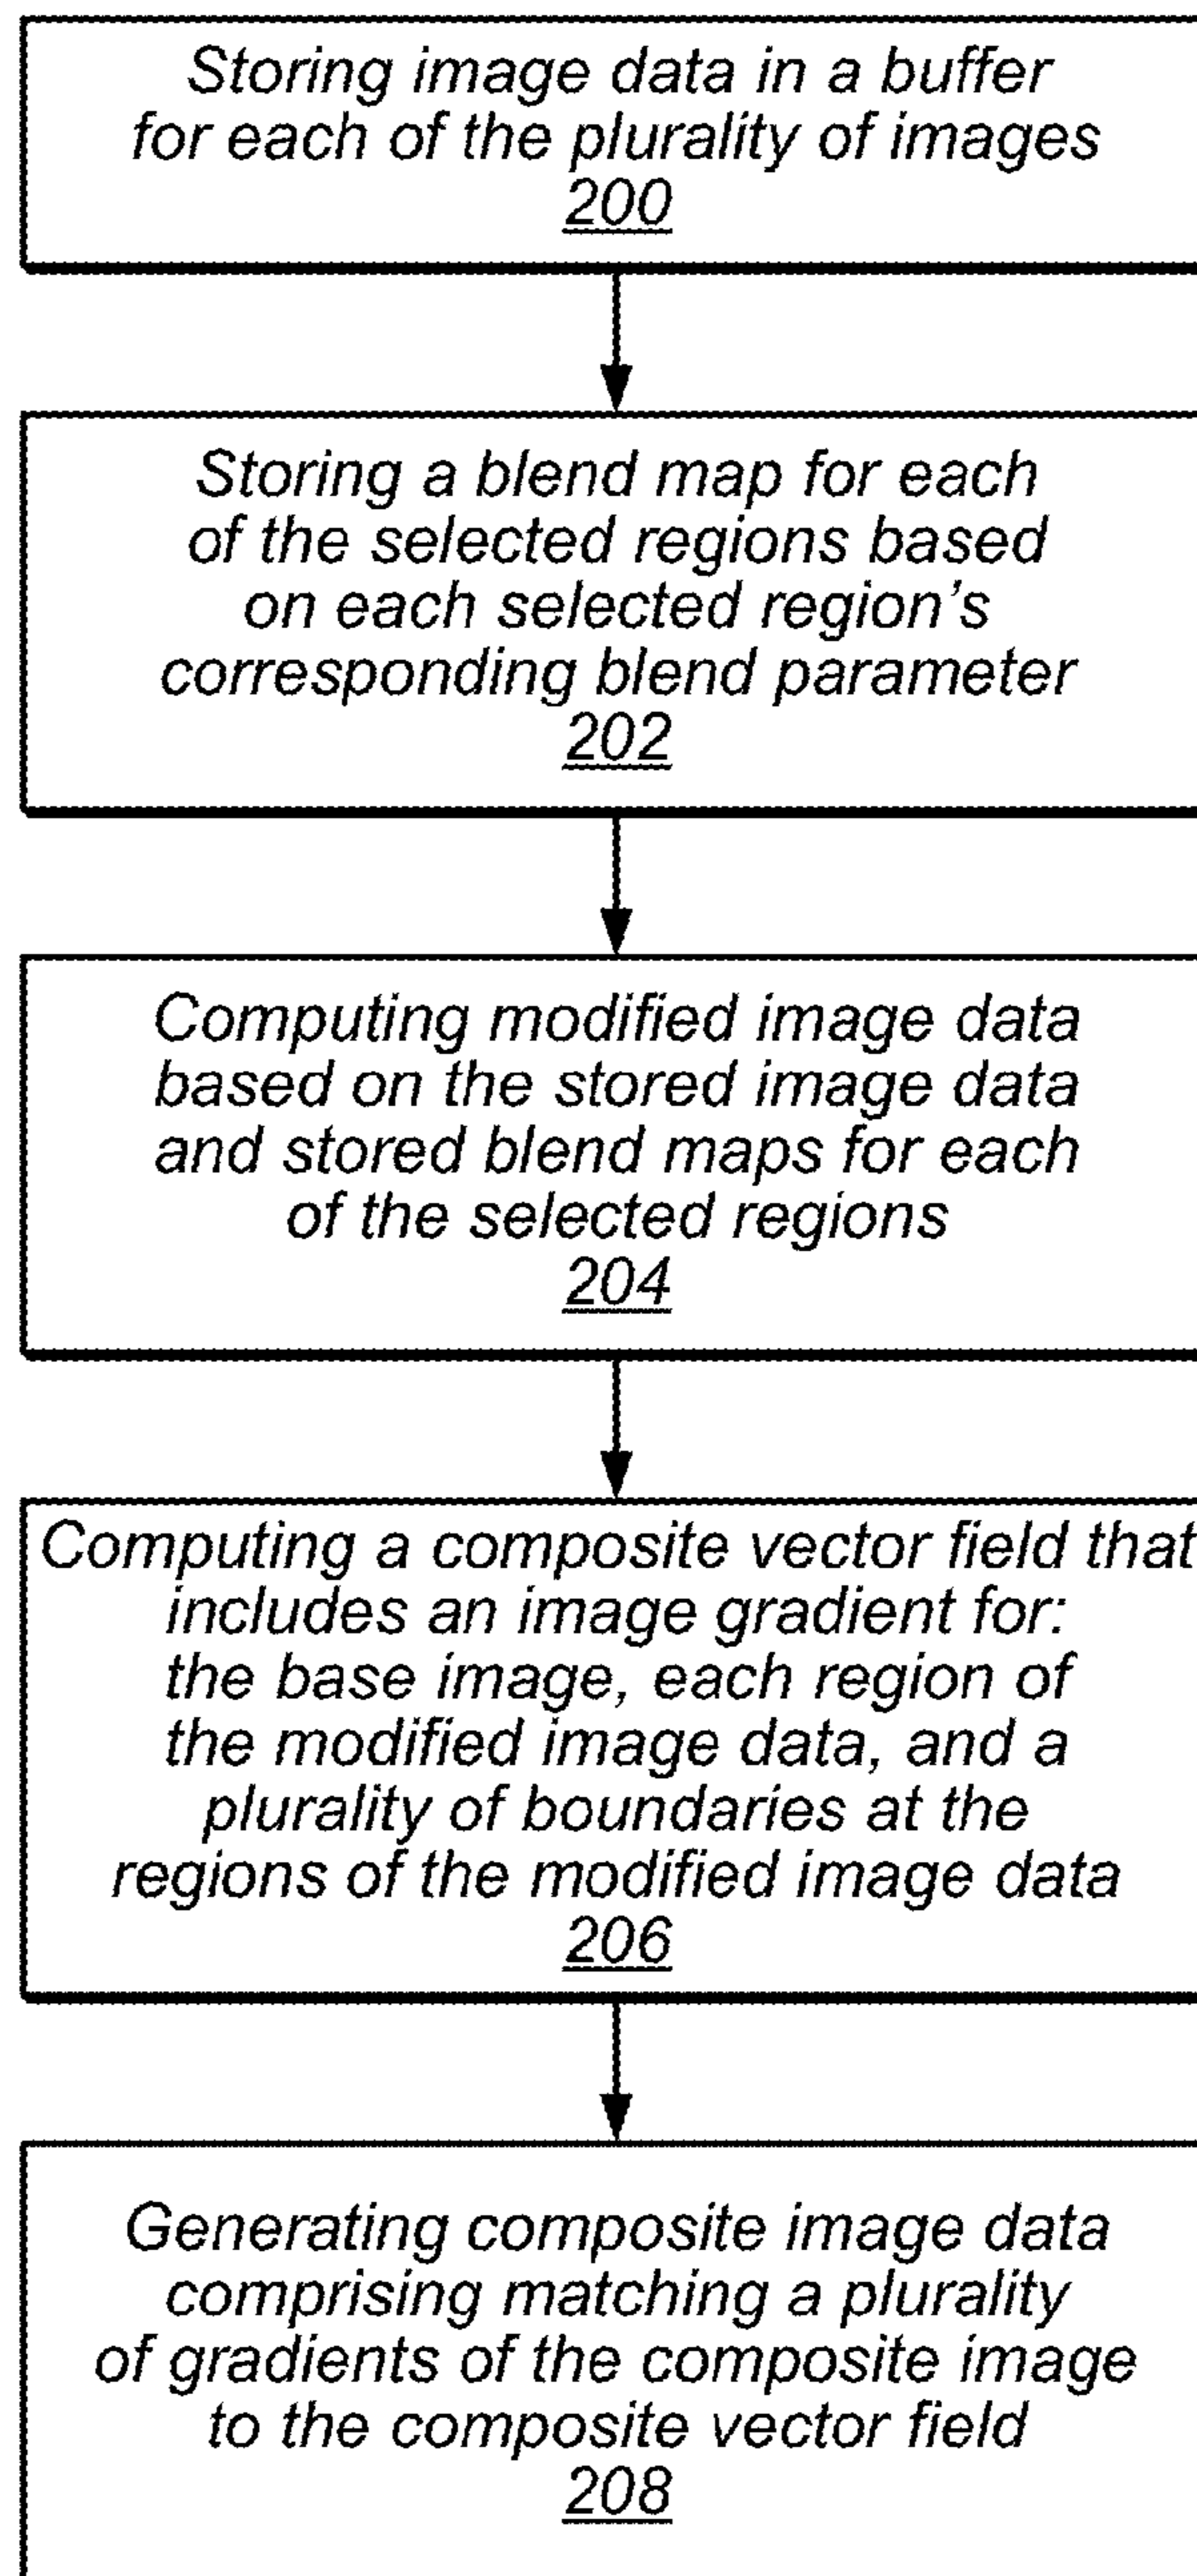 Storing image data in a buffer
for each of the plurality of images
200
Storing a blend map for each
of the selected regions based
on each selected region's
corresponding blend parameter
202
Computing modified image data
based on the stored image data
and stored blend maps for each
of the selected regions
204
Computing a composite vector field that
includes an image gradient for:
the base image, each region of
the modified image data, and a
plurality of boundaries at the
regions of the modified image data
206
Generating composite image data
comprising matching a plurality
of gradients of the composite image
to the composite vector field
208